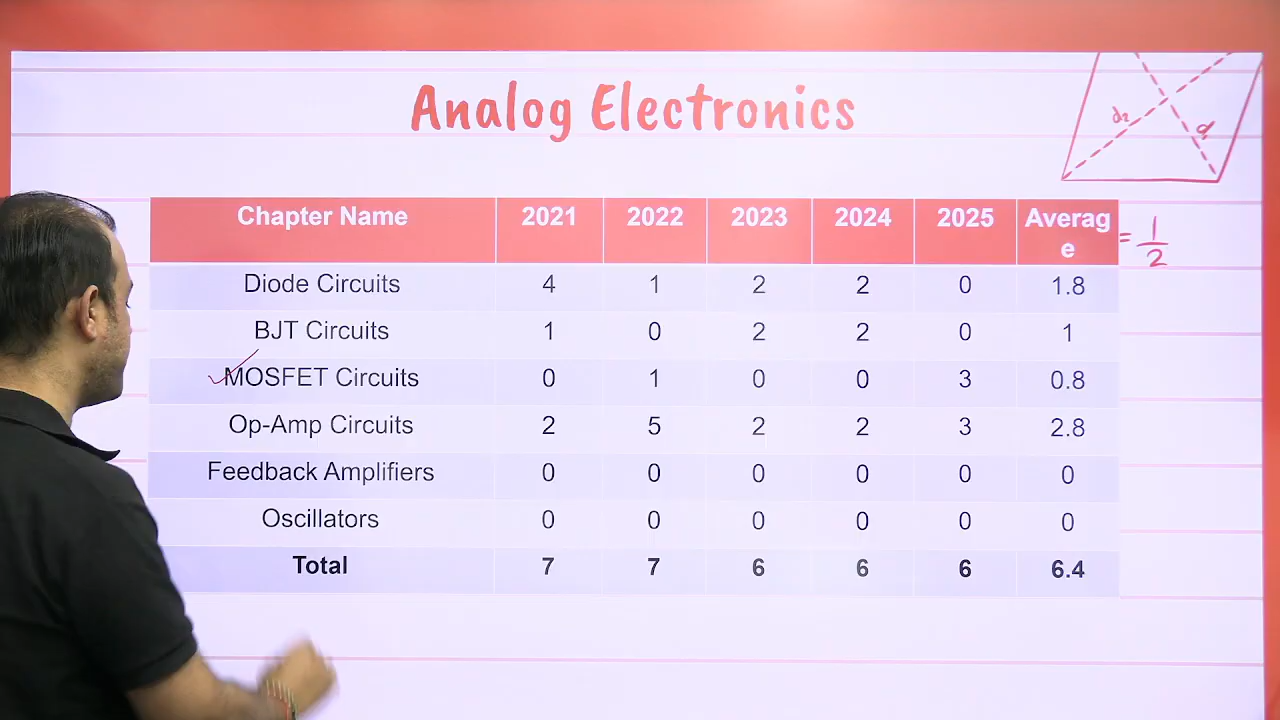 Analog Electronics
d2 d1
Chapter Name 2021 2022 2023 2024 2025 Averag
e
= 1/2
Diode Circuits 4 1 2 2 0 1.8
BJT Circuits 1 0 2 2 0 1
MOSFET Circuits 0 1 0 0 3 0.8
Op-Amp Circuits 2 5 2 2 3 2.8
Feedback Amplifiers 0 0 0 0 0 0
Oscillators 0 0 0 0 0 0
Total 7 7 6 6 6 6.4